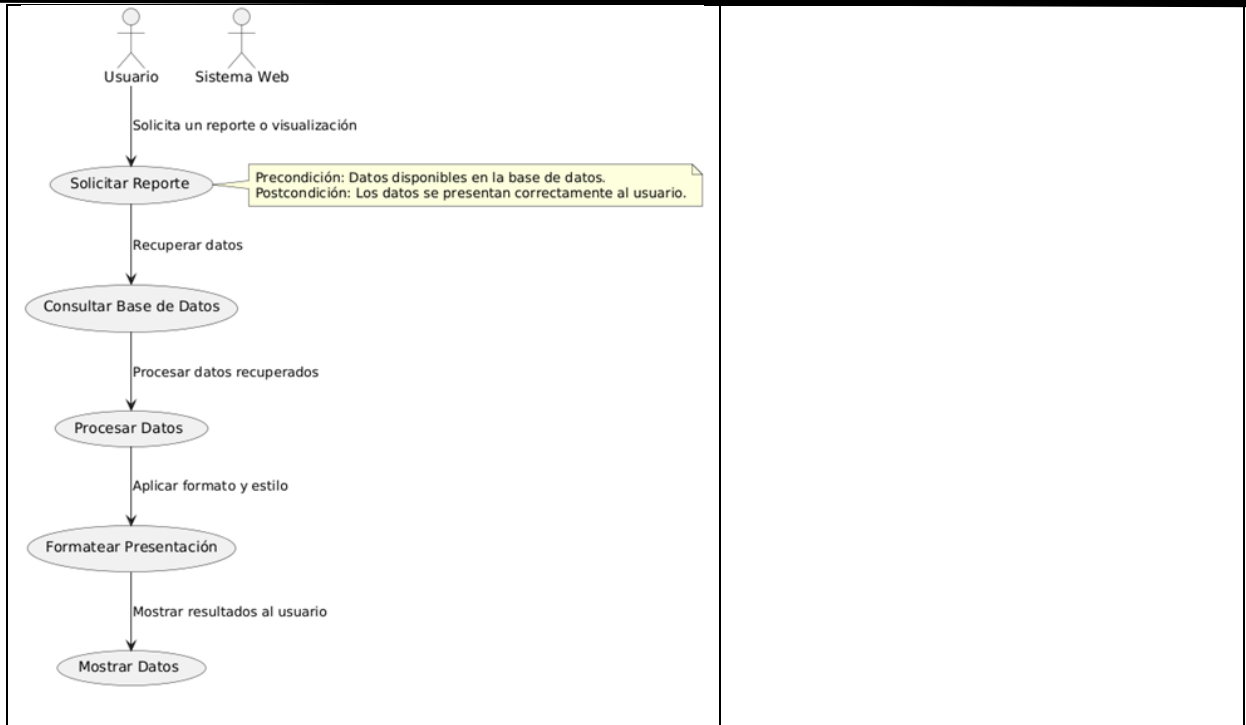 Usuario
Sistema Web
Solicita un reporte o visualización
Solicitar Reporte
Precondición: Datos disponibles en la base de datos.
Postcondición: Los datos se presentan correctamente al usuario.
Recuperar datos
Consultar Base de Datos
Procesar datos recuperados
Procesar Datos
Aplicar formato y estilo
Formatear Presentación
Mostrar resultados al usuario
Mostrar Datos